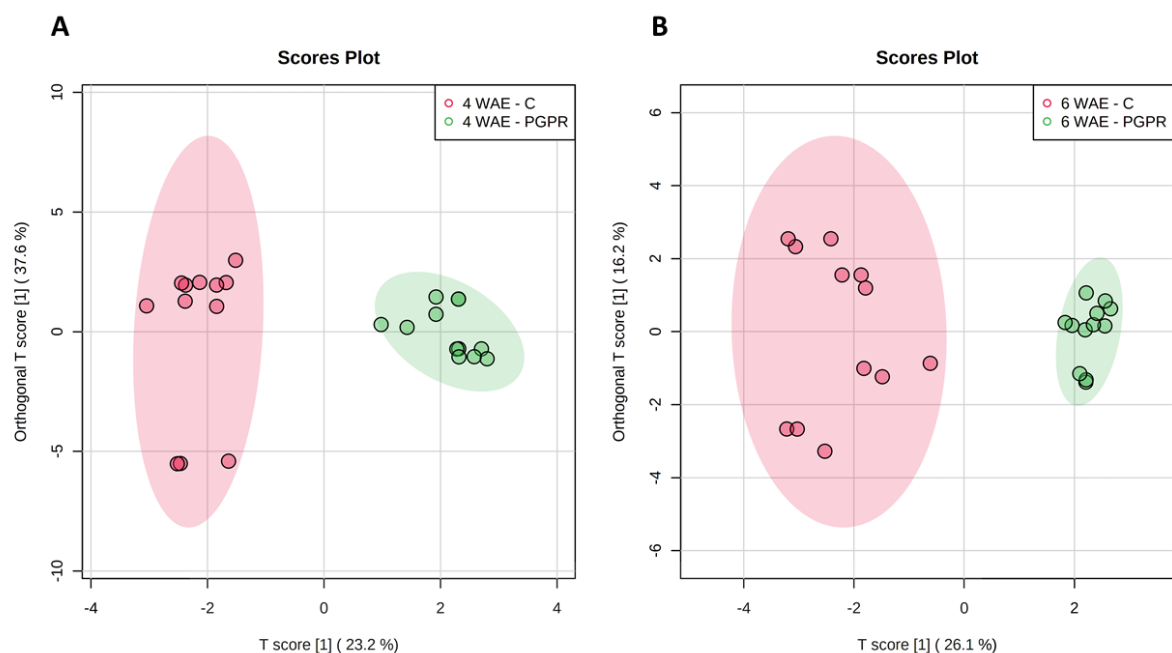 A
Scores Plot
4 WAE - C
4 WAE - PGPR
10
5
0
-5
-10
-4
-2
0
2
4
Orthogonal T score [1] ( 37.6 %)
T score [1] ( 23.2 %)
B
Scores Plot
6 WAE - C
6 WAE - PGPR
6
4
2
0
-2
-4
-6
-4
-2
0
2
Orthogonal T score [1] ( 16.2 %)
T score [1] ( 26.1 %)